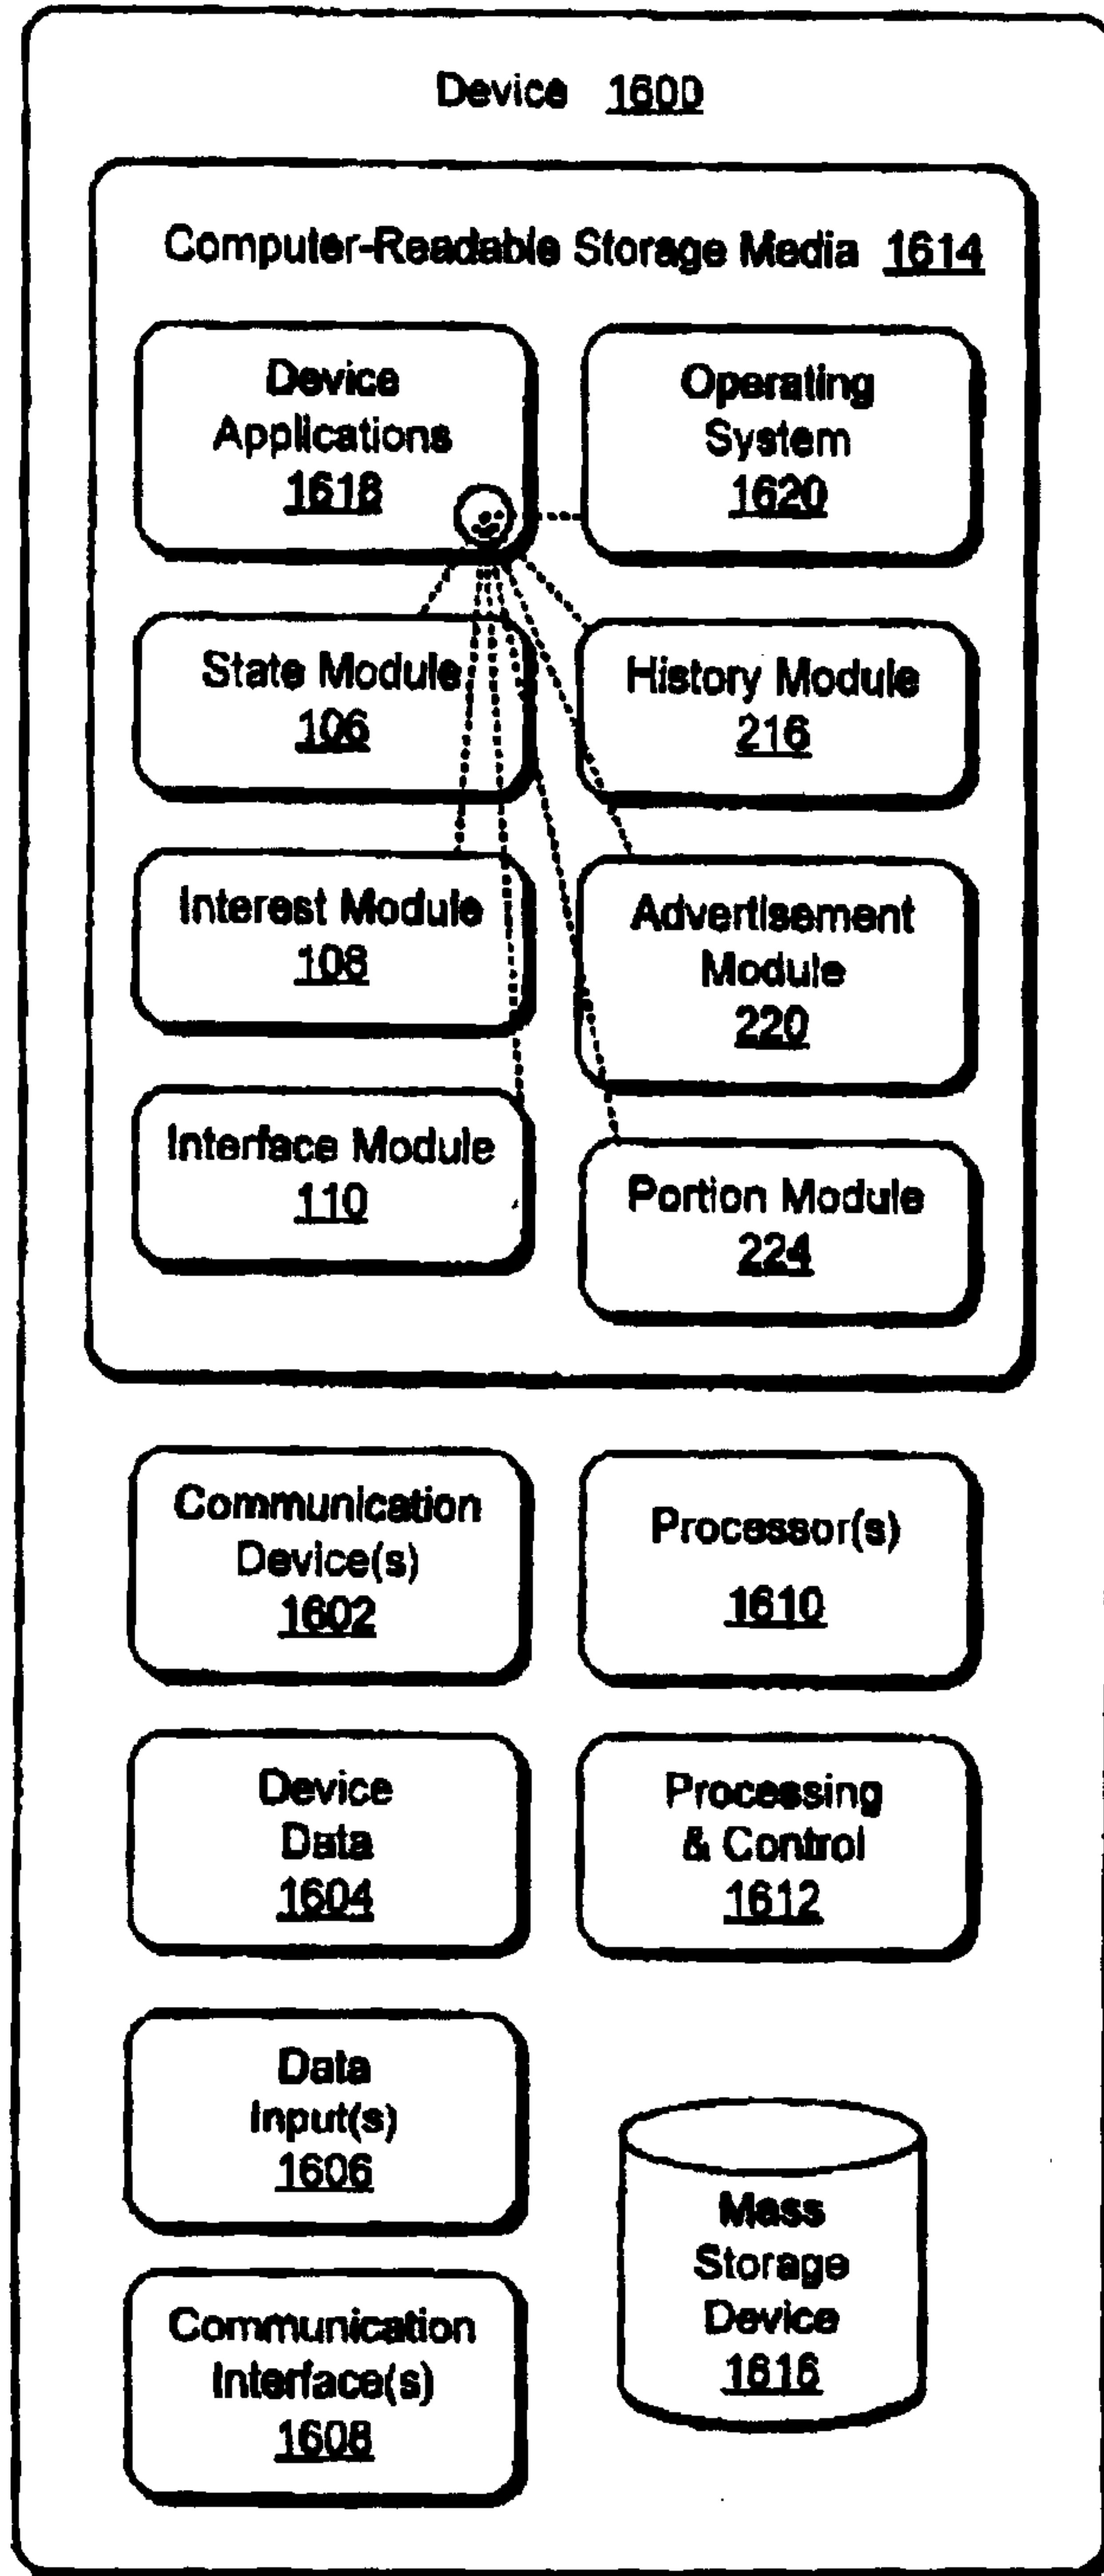 Device 1600
Computer-Readable Storage Media 1614
Device
Applications
1618
Operating
System
1620
State Module
106
History Module
216
Interest Module
108
Advertisement
Module
220
Interface Module
110
Portion Module
224
Communication
Device(s)
1602
Processor(s)
1610
Device
Data
1604
Processing
& Control
1612
Data
Input(s)
1606
Mass
Storage
Device
1616
Communication
Interface(s)
1608